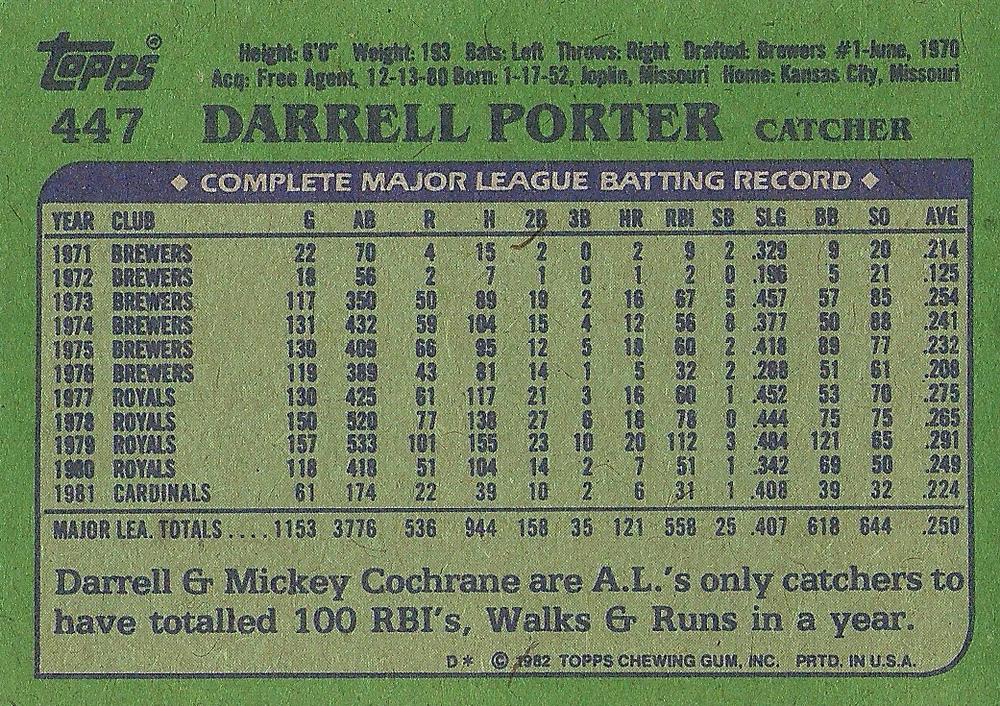 Topps® Height: 6'0" Weight: 193 Bats: Left Throws: Right Drafted: Brewers #1-June, 1970
Acq: Free Agent, 12-13-80 Born: 1-17-52, Joplin, Missouri Home: Kansas City, Missouri
447 DARRELL PORTER CATCHER
◆ COMPLETE MAJOR LEAGUE BATTING RECORD ◆
YEAR CLUB G AB R H 2B 3B HR RBI SB SLG BB SO AVG
1971 BREWERS 22 70 4 15 2 0 2 9 2 .329 9 20 .214
1972 BREWERS 18 56 2 7 1 0 1 2 0 .196 5 21 .125
1973 BREWERS 117 350 50 89 19 2 16 67 5 .457 57 85 .254
1974 BREWERS 131 432 59 104 15 4 12 56 8 .377 50 88 .241
1975 BREWERS 130 409 66 95 12 5 18 60 2 .418 89 77 .232
1976 BREWERS 119 389 43 81 14 1 5 32 2 .288 51 61 .208
1977 ROYALS 130 425 61 117 21 3 16 60 1 .452 53 70 .275
1978 ROYALS 150 520 77 138 27 6 18 78 0 .444 75 75 .265
1979 ROYALS 157 533 101 155 23 10 20 112 3 .484 121 65 .291
1980 ROYALS 118 418 51 104 14 2 7 51 1 .342 69 50 .249
1981 CARDINALS 61 174 22 39 10 2 6 31 1 .408 39 32 .224
MAJOR LEA. TOTALS .... 1153 3776 536 944 158 35 121 558 25 .407 618 644 .250
Darrell & Mickey Cochrane are A.L.'s only catchers to
have totalled 100 RBI's, Walks & Runs in a year.
D* © 1982 TOPPS CHEWING GUM, INC. PRTD. IN U.S.A.